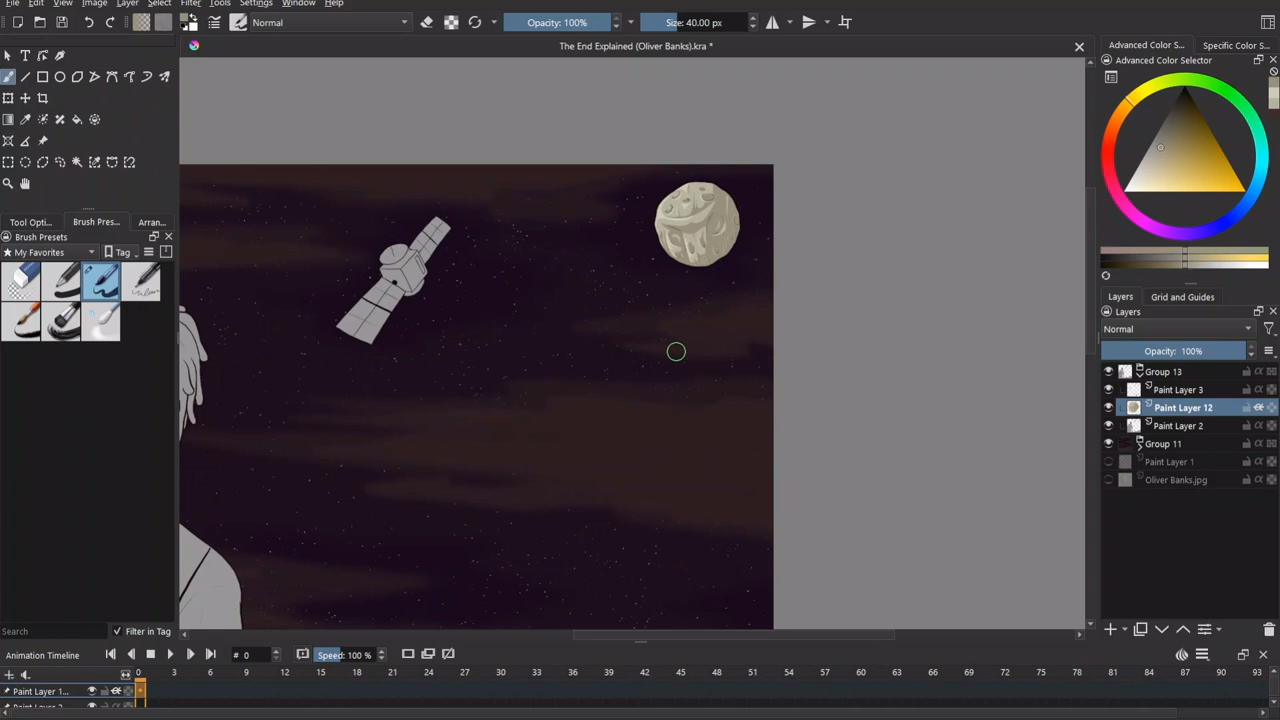 File Edit View Image Layer Select Filter Tools Settings Window Help
Normal
Opacity: 100%
Size: 40.00 px
The End Explained (Oliver Banks).kra *
Advanced Color S...
Specific Color S...
Advanced Color Selector
Tool Opti...
Brush Pres...
Arran...
Brush Presets
My Favorites
Tag
Layers
Grid and Guides
Layers
Normal
Opacity: 100%
Group 13
Paint Layer 3
Paint Layer 12
Paint Layer 2
Group 11
Paint Layer 1
Oliver Banks.jpg
Search
Filter in Tag
Animation Timeline
# 0
Speed: 100 %
0 3 6 9 12 15 18 21 24 27 30 33 36 39 42 45 48 51 54 57 60 63 66 69 72 75 78 81 84 87 90 93
Paint Layer 1...